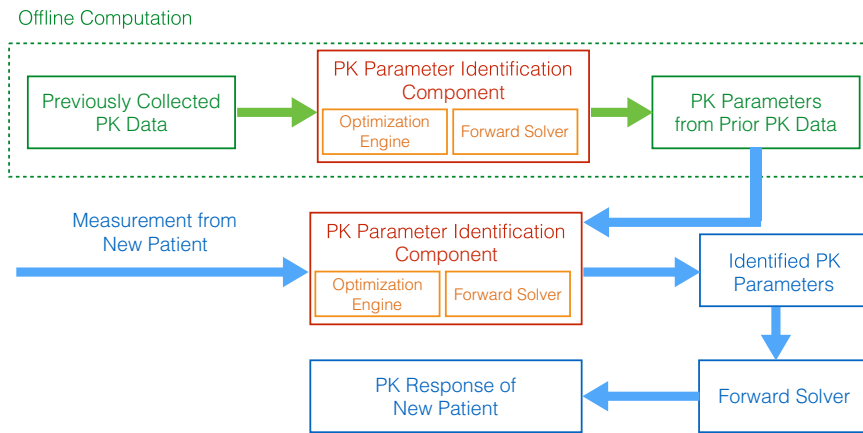 Offline Computation
Previously Collected
PK Data
PK Parameter Identification
Component
Optimization
Engine
Forward Solver
PK Parameters
from Prior PK Data
Measurement from
New Patient
PK Parameter Identification
Component
Optimization
Engine
Forward Solver
Identified PK
Parameters
PK Response of
New Patient
Forward Solver